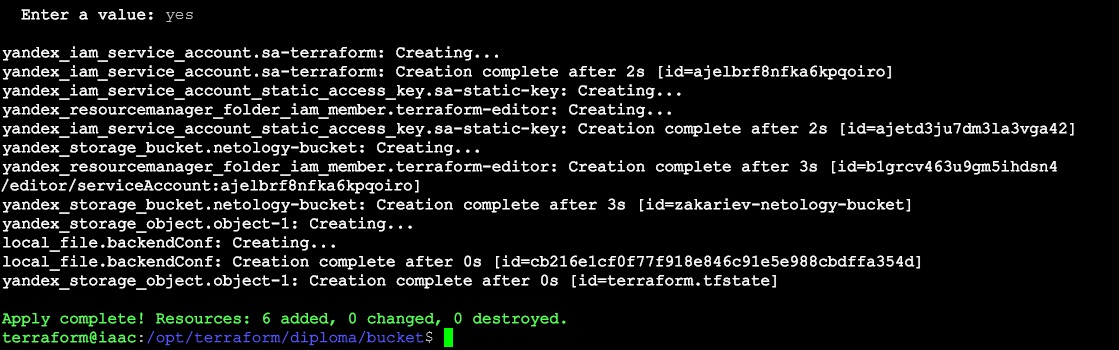 Enter a value: yes
yandex_iam_service_account.sa-terraform: Creating...
yandex_iam_service_account.sa-terraform: Creation complete after 2s [id=ajelbrf8nfka6kpqoiro]
yandex_iam_service_account_static_access_key.sa-static-key: Creating...
yandex_resourcemanager_folder_iam_member.terraform-editor: Creating...
yandex_iam_service_account_static_access_key.sa-static-key: Creation complete after 2s [id=ajetd3ju7dm3la3vga42]
yandex_storage_bucket.netology-bucket: Creating...
yandex_resourcemanager_folder_iam_member.terraform-editor: Creation complete after 3s [id=b1grcv463u9gm5ihdsn4
/editor/serviceAccount:ajelbrf8nfka6kpqoiro]
yandex_storage_bucket.netology-bucket: Creation complete after 3s [id=zakariev-netology-bucket]
yandex_storage_object.object-1: Creating...
local_file.backendConf: Creating...
local_file.backendConf: Creation complete after 0s [id=cb216e1cf0f77f918e846c91e5e988cbdffa354d]
yandex_storage_object.object-1: Creation complete after 0s [id=terraform.tfstate]
Apply complete! Resources: 6 added, 0 changed, 0 destroyed.
terraform@iaac:/opt/terraform/diploma/bucket$